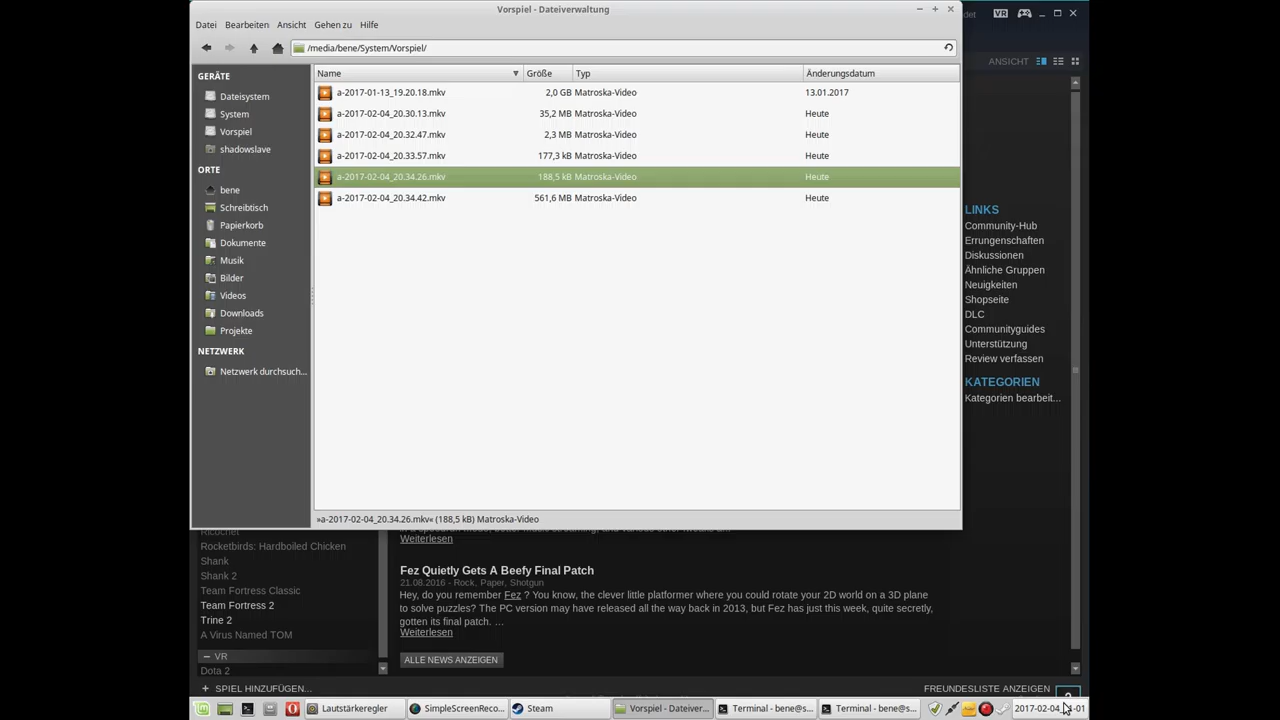 Vorspiel - Dateiverwaltung
Datei Bearbeiten Ansicht Gehen zu Hilfe
/media/bene/System/Vorspiel/
GERÄTE
Dateisystem
System
Vorspiel
shadowslave
ORTE
bene
Schreibtisch
Papierkorb
Dokumente
Musik
Bilder
Videos
Downloads
Projekte
NETZWERK
Netzwerk durchsuch...
Name Größe Typ Änderungsdatum
a-2017-01-13_19.20.18.mkv 2,0 GB Matroska-Video 13.01.2017
a-2017-02-04_20.30.13.mkv 35,2 MB Matroska-Video Heute
a-2017-02-04_20.32.47.mkv 2,3 MB Matroska-Video Heute
a-2017-02-04_20.33.57.mkv 177,3 kB Matroska-Video Heute
a-2017-02-04_20.34.26.mkv 188,5 kB Matroska-Video Heute
a-2017-02-04_20.34.42.mkv 561,6 MB Matroska-Video Heute
»a-2017-02-04_20.34.26.mkv« (188,5 kB) Matroska-Video
VR
ANSICHT
LINKS
Community-Hub
Errungenschaften
Diskussionen
Ähnliche Gruppen
Neuigkeiten
Shopseite
DLC
Communityguides
Unterstützung
Review verfassen
KATEGORIEN
Kategorien bearbeit...
Ricochet
Rocketbirds: Hardboiled Chicken
Shank
Shank 2
Team Fortress Classic
Team Fortress 2
Trine 2
A Virus Named TOM
– VR
Dota 2
Weiterlesen
Fez Quietly Gets A Beefy Final Patch
21.08.2016 - Rock, Paper, Shotgun
Hey, do you remember Fez ? You know, the clever little platformer where you could rotate your 2D world on a 3D plane
to solve puzzles? The PC version may have released all the way back in 2013, but Fez has just this week, quite secretly,
gotten its final patch. …
Weiterlesen
ALLE NEWS ANZEIGEN
+ SPIEL HINZUFÜGEN...
FREUNDESLISTE ANZEIGEN
Lautstärkeregler SimpleScreenReco... Steam Vorspiel - Dateiver... Terminal - bene@s... Terminal - bene@s...